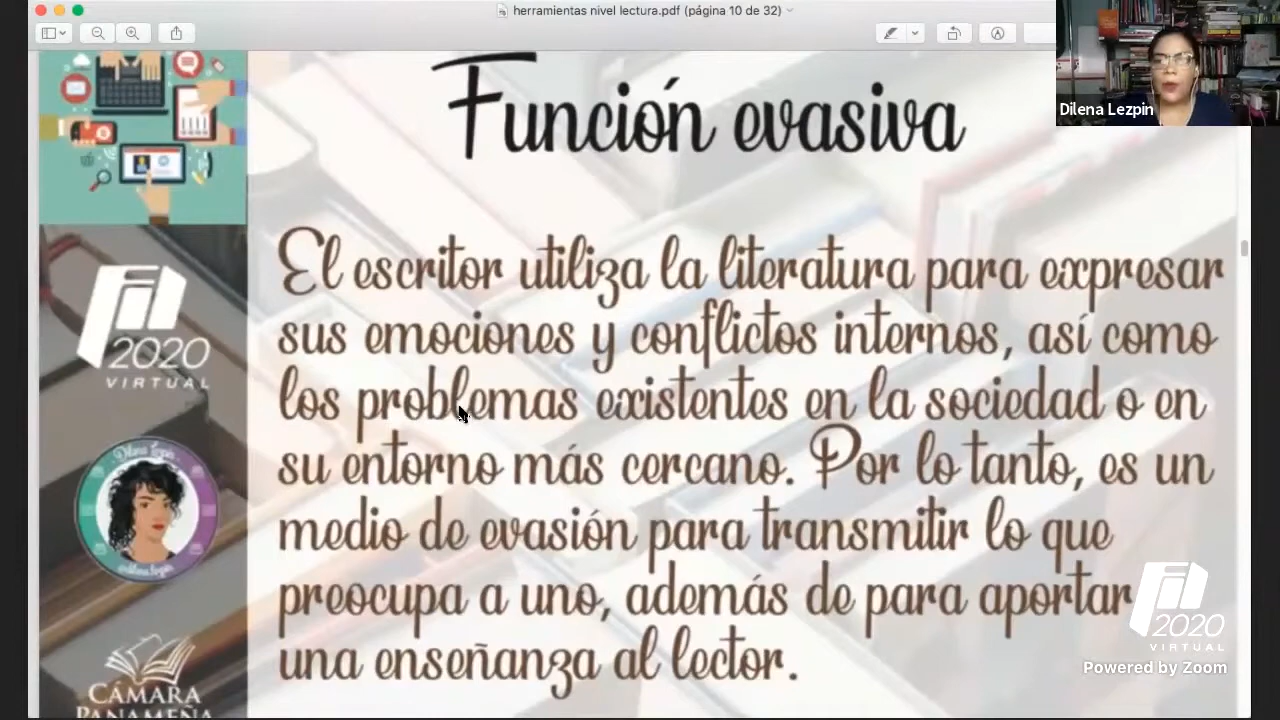 herramientas nivel lectura.pdf (página 10 de 32)
Dilena Lezpin
Función evasiva
El escritor utiliza la literatura para expresar
sus emociones y conflictos internos, así como
los problemas existentes en la sociedad o en
su entorno más cercano. Por lo tanto, es un
medio de evasión para transmitir lo que
preocupa a uno, además de para aportar
una enseñanza al lector.
fil
2020
VIRTUAL
CÁMARA
PANAMEÑA
fil
2020
VIRTUAL
Powered by Zoom